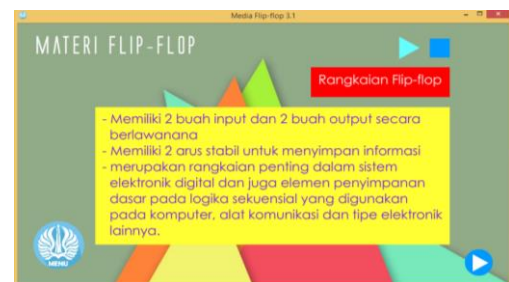 Media Flip-flop 3.1
MATERI FLIP-FLOP
Rangkaian Flip-flop
- Memiliki 2 buah input dan 2 buah output secara
berlawanana
- Memiliki 2 arus stabil untuk menyimpan informasi
- merupakan rangkaian penting dalam sistem
elektronik digital dan juga elemen penyimpanan
dasar pada logika sekuensial yang digunakan
pada komputer, alat komunikasi dan tipe elektronik
lainnya.
MENU